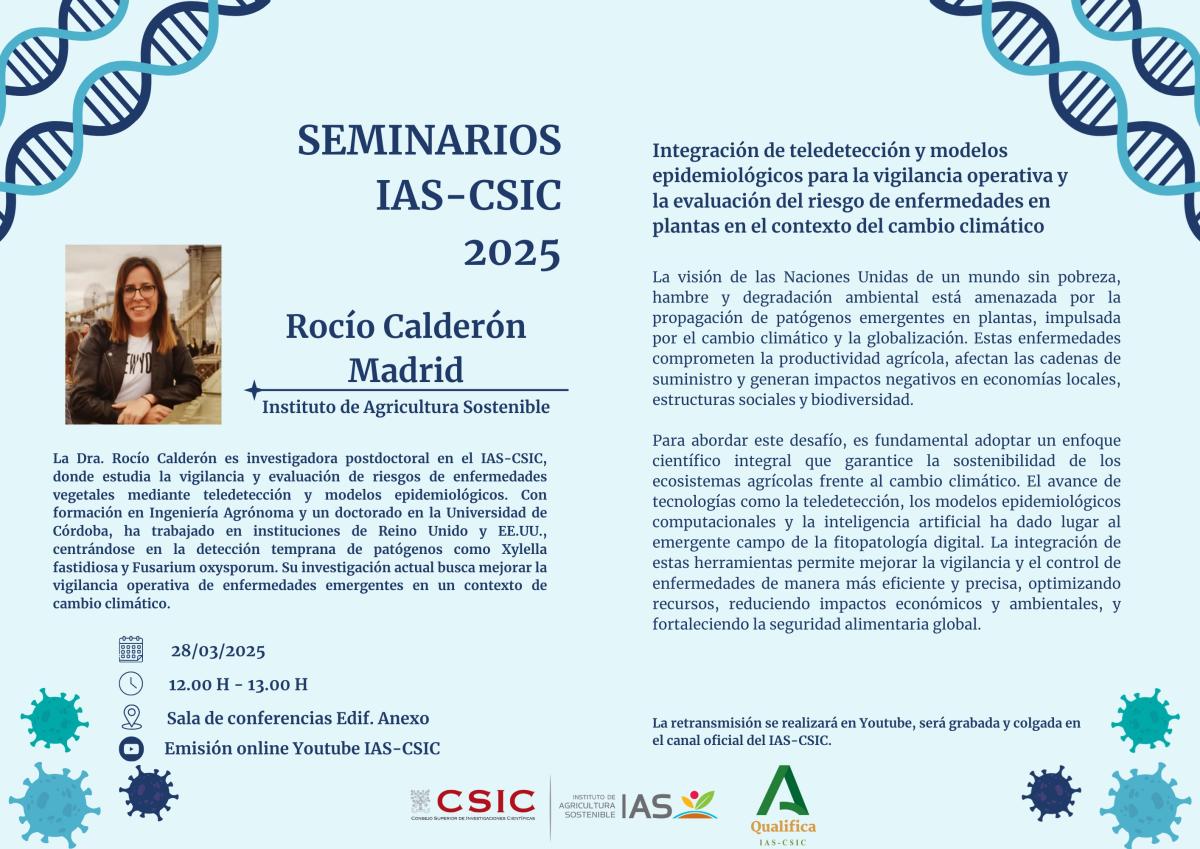 SEMINARIOS
IAS-CSIC
2025
Rocío Calderón
Madrid
Instituto de Agricultura Sostenible
La Dra. Rocío Calderón es investigadora postdoctoral en el IAS-CSIC,
donde estudia la vigilancia y evaluación de riesgos de enfermedades
vegetales mediante teledetección y modelos epidemiológicos. Con
formación en Ingeniería Agrónoma y un doctorado en la Universidad de
Córdoba, ha trabajado en instituciones de Reino Unido y EE.UU.,
centrándose en la detección temprana de patógenos como Xylella
fastidiosa y Fusarium oxysporum. Su investigación actual busca mejorar la
vigilancia operativa de enfermedades emergentes en un contexto de
cambio climático.
28/03/2025
12.00 H - 13.00 H
Sala de conferencias Edif. Anexo
Emisión online Youtube IAS-CSIC
Integración de teledetección y modelos
epidemiológicos para la vigilancia operativa y
la evaluación del riesgo de enfermedades en
plantas en el contexto del cambio climático
La visión de las Naciones Unidas de un mundo sin pobreza,
hambre y degradación ambiental está amenazada por la
propagación de patógenos emergentes en plantas, impulsada
por el cambio climático y la globalización. Estas enfermedades
comprometen la productividad agrícola, afectan las cadenas de
suministro y generan impactos negativos en economías locales,
estructuras sociales y biodiversidad.
Para abordar este desafío, es fundamental adoptar un enfoque
científico integral que garantice la sostenibilidad de los
ecosistemas agrícolas frente al cambio climático. El avance de
tecnologías como la teledetección, los modelos epidemiológicos
computacionales y la inteligencia artificial ha dado lugar al
emergente campo de la fitopatología digital. La integración de
estas herramientas permite mejorar la vigilancia y el control de
enfermedades de manera más eficiente y precisa, optimizando
recursos, reduciendo impactos económicos y ambientales, y
fortaleciendo la seguridad alimentaria global.
La retransmisión se realizará en Youtube, será grabada y colgada en
el canal oficial del IAS-CSIC.
CSIC
CONSEJO SUPERIOR DE INVESTIGACIONES CIENTÍFICAS
INSTITUTO DE
AGRICULTURA
SOSTENIBLE
IAS
Qualifica
IAS-CSIC